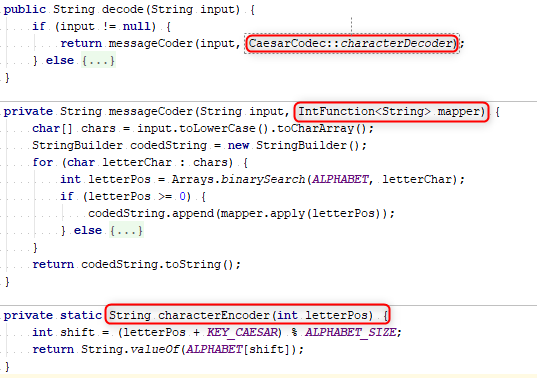 public String decode(String input) {
if (input != null) {
return messageCoder(input, CaesarCodec::characterDecoder);
} else {...}
}
private String messageCoder(String input, IntFunction<String> mapper) {
char[] chars = input.toLowerCase().toCharArray();
StringBuilder codedString = new StringBuilder();
for (char letterChar : chars) {
int letterPos = Arrays.binarySearch(ALPHABET, letterChar);
if (letterPos >= 0) {
codedString.append(mapper.apply(letterPos));
} else {...}
}
return codedString.toString();
}
private static String characterEncoder(int letterPos) {
int shift = (letterPos + KEY_CAESAR) % ALPHABET_SIZE;
return String.valueOf(ALPHABET[shift]);
}